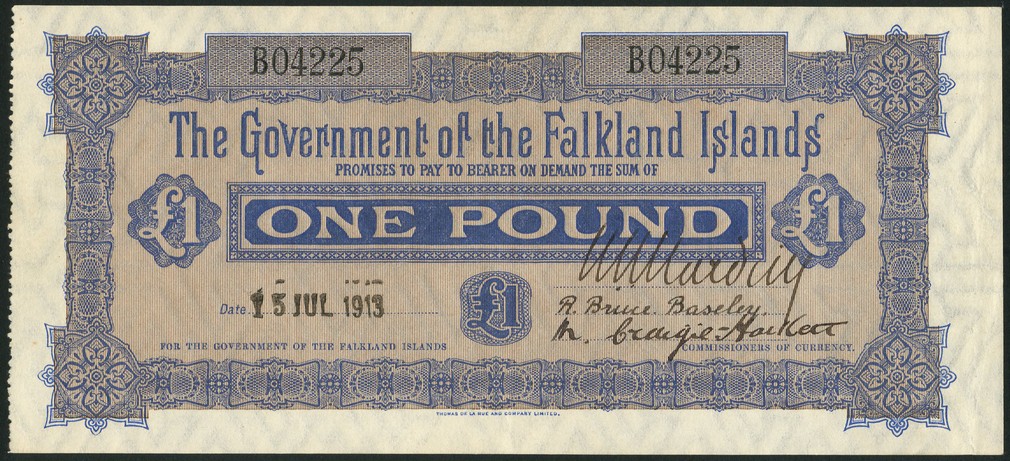 B04225 B04225
The Government of the Falkland Islands
PROMISES TO PAY TO BEARER ON DEMAND THE SUM OF
£1 ONE POUND £1
Date 15 JUL 1913 £1
R. Bruce Baseley
M. Craigie-Halkett
FOR THE GOVERNMENT OF THE FALKLAND ISLANDS COMMISSIONERS OF CURRENCY.
THOMAS DE LA RUE AND COMPANY LIMITED.